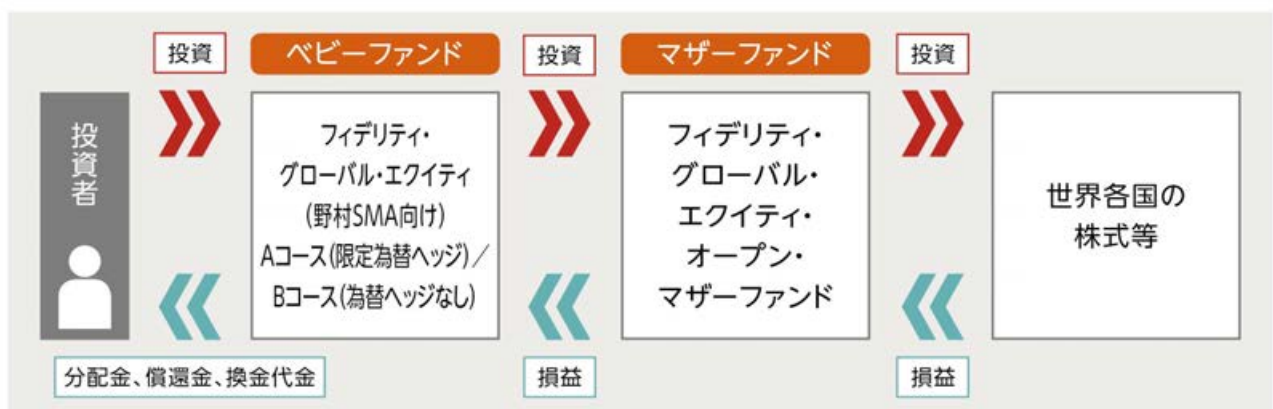 投資
ベビーファンド
投資
マザーファンド
投資
投資者
フィデリティ・
グローバル・エクイティ
(野村SMA向け)
Aコース(限定為替ヘッジ)/
Bコース(為替ヘッジなし)
フィデリティ・
グローバル・
エクイティ・
オープン・
マザーファンド
世界各国の
株式等
分配金、償還金、換金代金
損益
損益